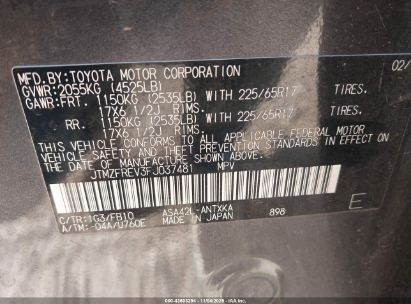 MFD.BY:TOYOTA MOTOR CORPORATION 02/
GVWR:2055KG (4525LB)
GAWR:FRT. 1150KG (2535LB) WITH 225/65R17 TIRES.
17X6 1/2J RIMS
RR. 1150KG (2535LB) WITH 225/65R17 TIRES.
17X6 1/2J RIMS
THIS VEHICLE CONFORMS TO ALL APPLICABLE FEDERAL MOTOR
VEHICLE SAFETY, BUMPER, AND THEFT PREVENTION STANDARDS IN EFFECT ON
THE DATE OF MANUFACTURE SHOWN ABOVE.
JTMZFREV3FJ037481 MPV
C/TR:1G3/FB10 ASA42L-ANTXKA E
A/TM:-04A/U760E MADE IN JAPAN 898